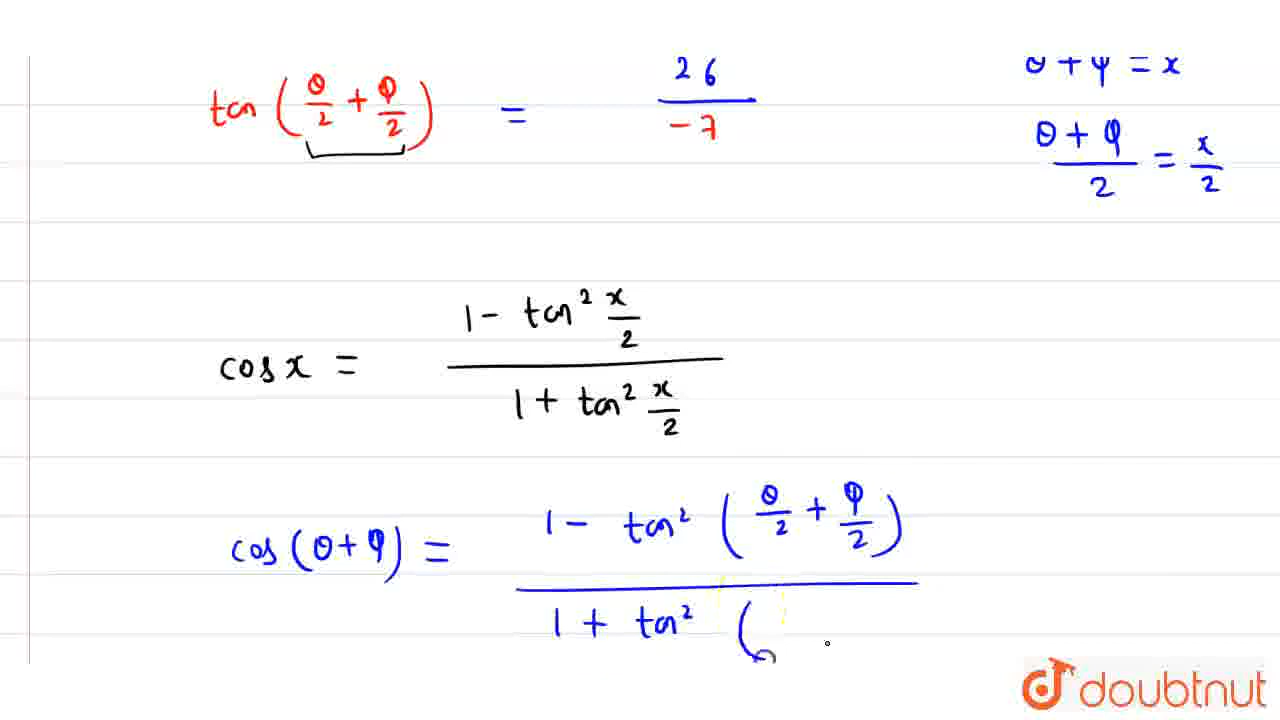 tan (θ/2 + φ/2) = 26/-7
θ + φ = x
(θ + φ)/2 = x/2
cos x = (1 - tan² x/2)/(1 + tan² x/2)
cos (θ + φ) = (1 - tan² (θ/2 + φ/2))/(1 + tan² (
doubtnut